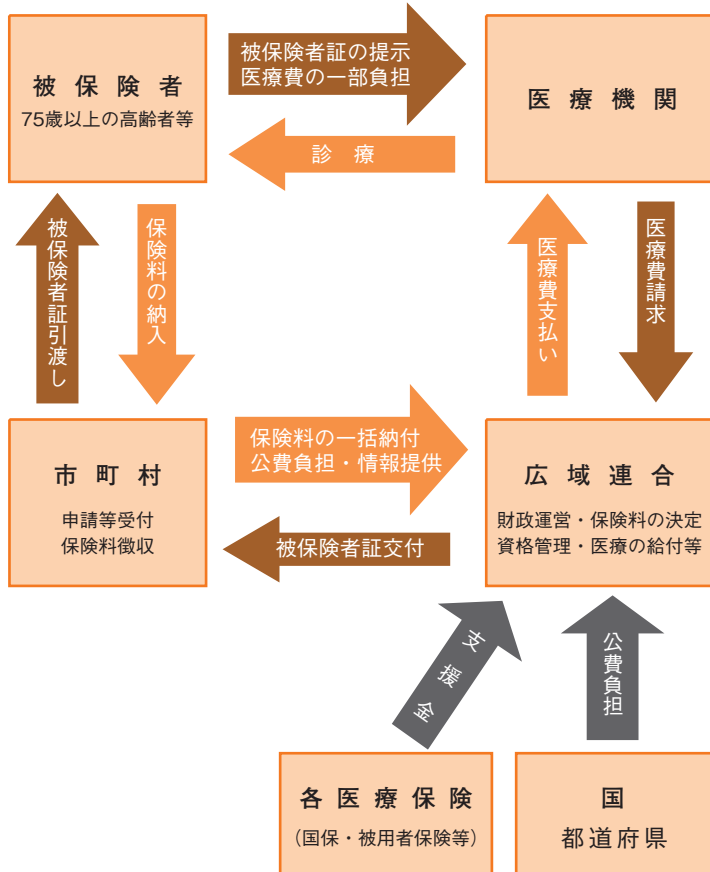 被保険者
75歳以上の高齢者等
被保険者証の提示
医療費の一部負担
診療
医療機関
被保険者証引渡し
保険料の納入
医療費支払い
医療費請求
市町村
申請等受付
保険料徴収
保険料の一括納付
公費負担・情報提供
被保険者証交付
広域連合
財政運営・保険料の決定
資格管理・医療の給付等
支援金
公費負担
各医療保険
(国保・被用者保険等)
国
都道府県